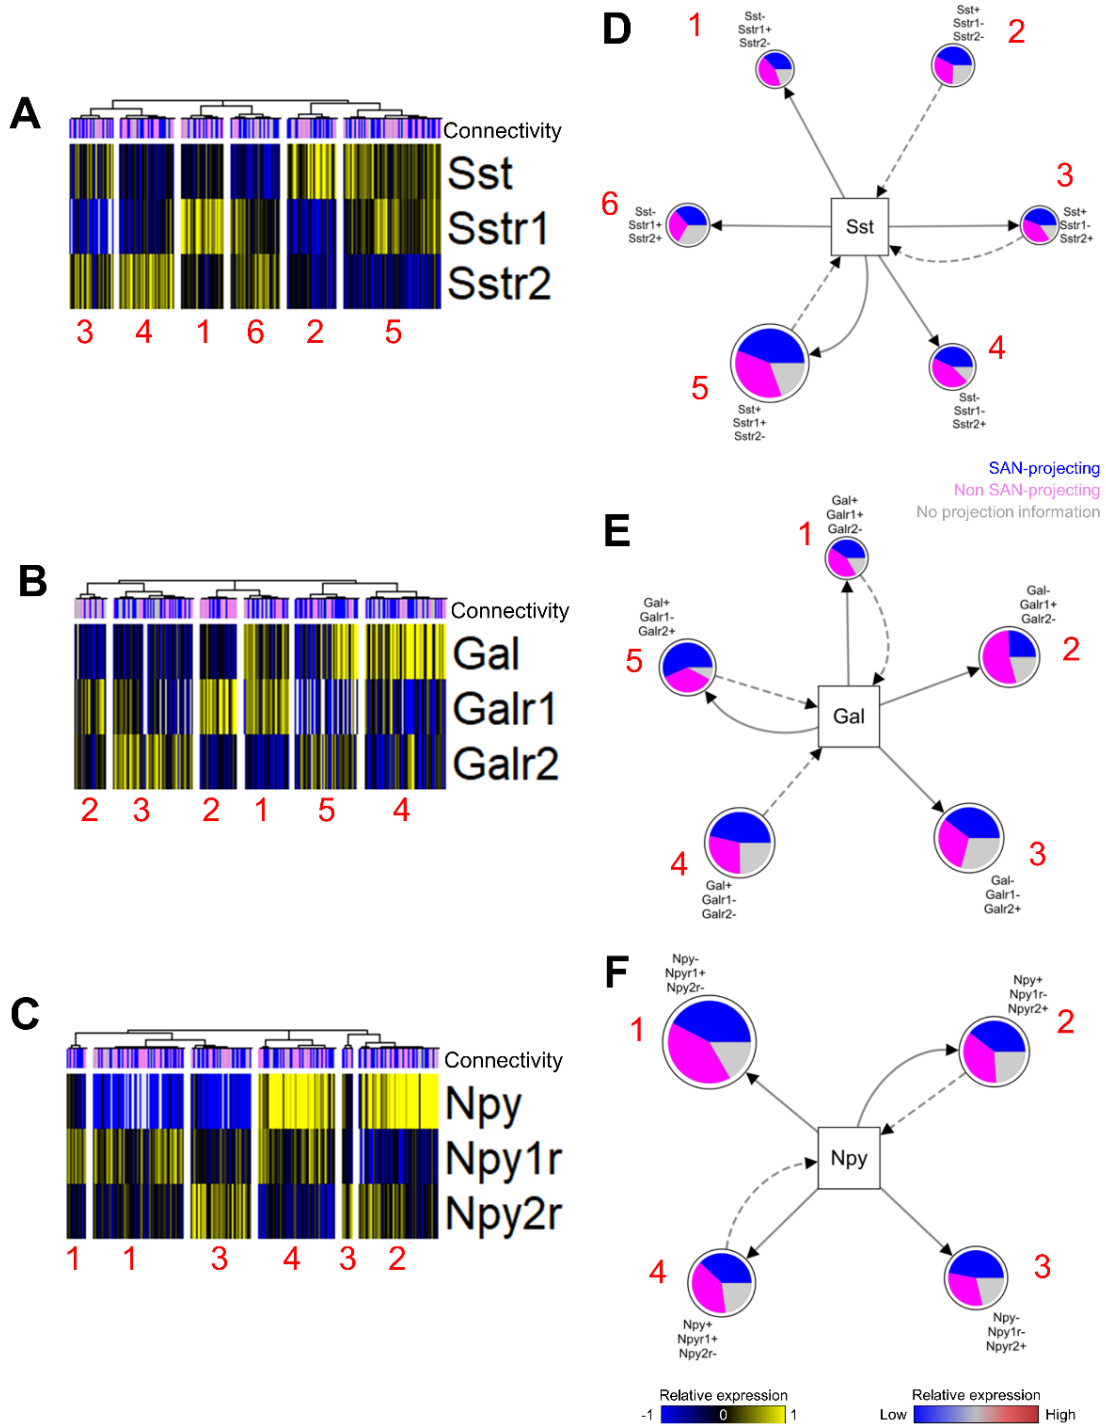 A
Connectivity
Sst
Sstr1
Sstr2
3 4 1 6 2 5
B
Connectivity
Gal
Galr1
Galr2
2 3 2 1 5 4
C
Connectivity
Npy
Npy1r
Npy2r
1 1 3 4 3 2
D
1
Sst-
Sstr1+
Sstr2-
Sst+
Sstr1-
Sstr2-
2
3
Sst+
Sstr1-
Sstr2+
6
Sst-
Sstr1+
Sstr2+
Sst
4
Sst-
Sstr1-
Sstr2+
5
Sst+
Sstr1+
Sstr2-
SAN-projecting
Non SAN-projecting
No projection information
E
1
Gal+
Galr1+
Galr2-
Gal+
Galr1-
Galr2+
5
Gal-
Galr1+
Galr2-
2
Gal
4
Gal+
Galr1-
Galr2-
3
Gal-
Galr1-
Galr2+
F
Npy-
Npyr1+
Npy2r-
1
Npy+
Npy1r-
Npyr2+
2
Npy
4
Npy+
Npyr1+
Npy2r-
3
Npy-
Npy1r-
Npyr2+
Relative expression
-1 0 1
Relative expression
Low High